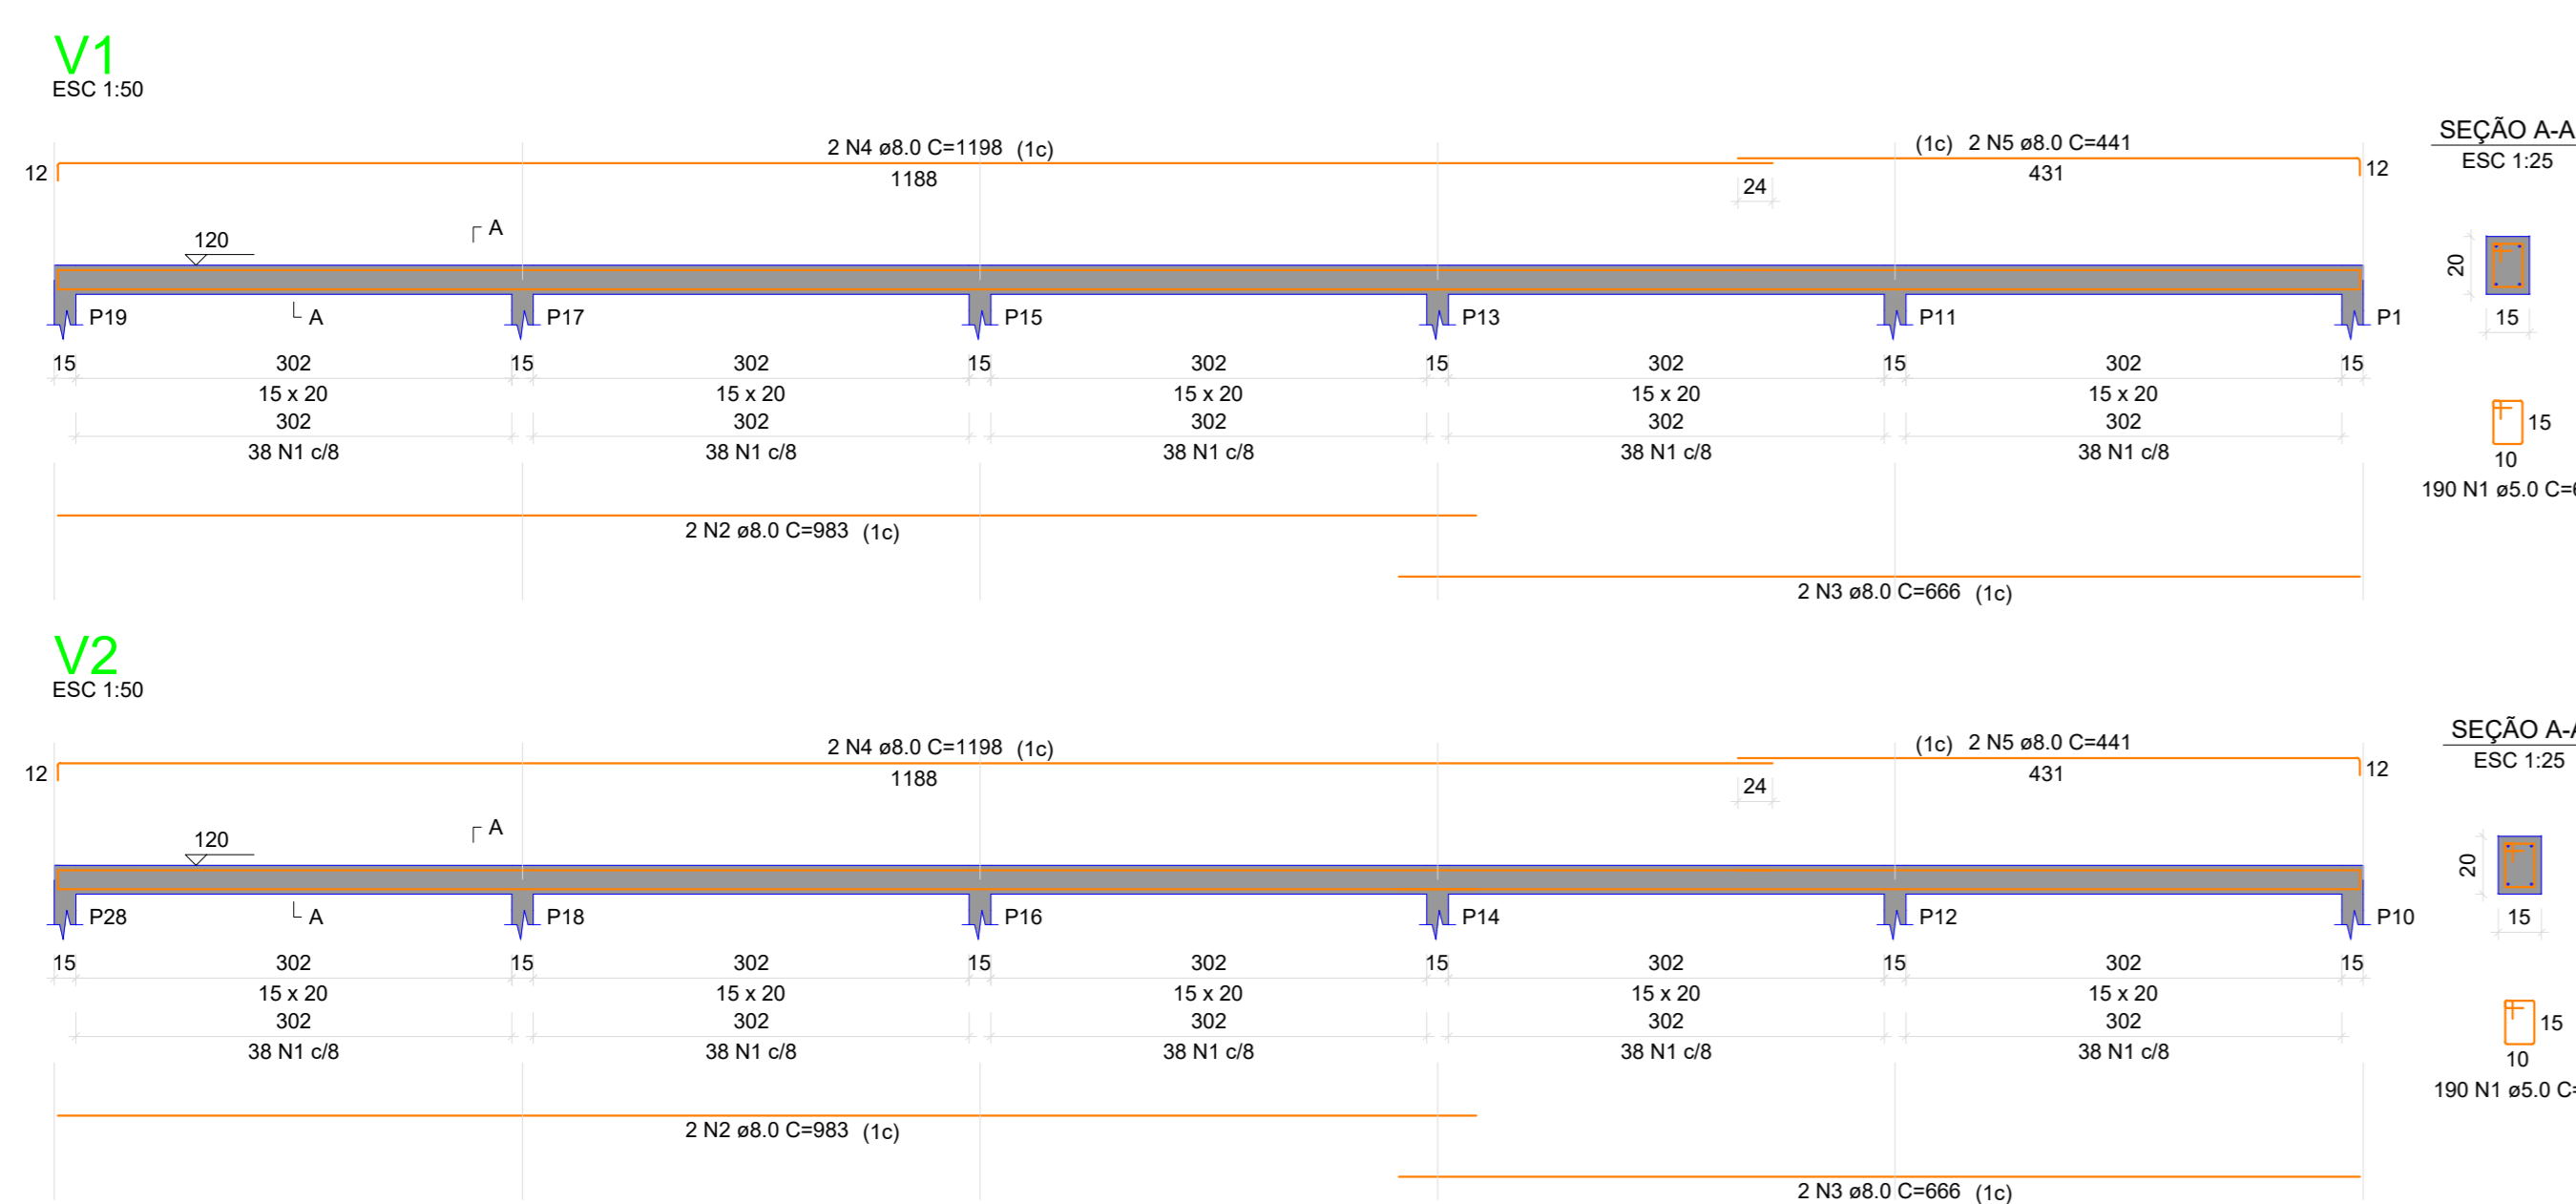 V1
ESC 1:50
2 N4 ø8.0 C=1198 (1c)
(1c) 2 N5 ø8.0 C=441
12
1188
431
12
24
A
120
P19
A
P17
P15
P13
P11
P1
15 302 15 302 15 302 15 302 15 302 15
15 x 20 15 x 20 15 x 20 15 x 20 15 x 20
302 302 302 302 302
38 N1 c/8 38 N1 c/8 38 N1 c/8 38 N1 c/8 38 N1 c/8
2 N2 ø8.0 C=983 (1c)
2 N3 ø8.0 C=666 (1c)
SEÇÃO A-A
ESC 1:25
20
15
15
10
190 N1 ø5.0
V2
ESC 1:50
2 N4 ø8.0 C=1198 (1c)
(1c) 2 N5 ø8.0 C=441
12
1188
431
12
24
A
120
P28
A
P18
P16
P14
P12
P10
15 302 15 302 15 302 15 302 15 302 15
15 x 20 15 x 20 15 x 20 15 x 20 15 x 20
302 302 302 302 302
38 N1 c/8 38 N1 c/8 38 N1 c/8 38 N1 c/8 38 N1 c/8
2 N2 ø8.0 C=983 (1c)
2 N3 ø8.0 C=666 (1c)
SEÇÃO A-A
ESC 1:25
20
15
15
10
190 N1 ø5.0